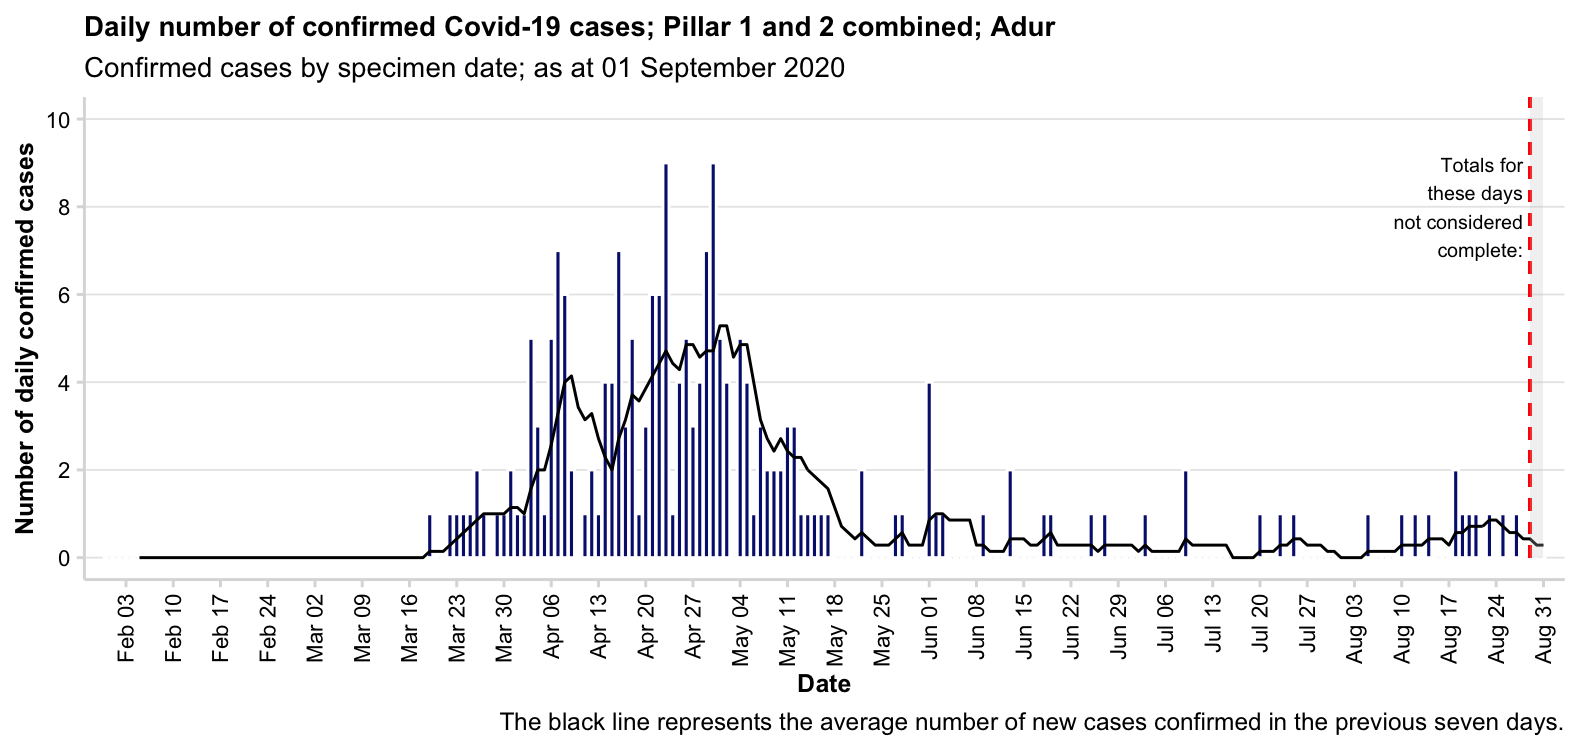 Daily number of confirmed Covid-19 cases; Pillar 1 and 2 combined; Adur
Confirmed cases by specimen date; as at 01 September 2020
Number of daily confirmed cases
10
8
6
4
2
0
Totals for
these days
not considered
complete:
Feb 03
Feb 10
Feb 17
Feb 24
Mar 02
Mar 09
Mar 16
Mar 23
Mar 30
Apr 06
Apr 13
Apr 20
Apr 27
May 04
May 11
May 18
May 25
Jun 01
Jun 08
Jun 15
Jun 22
Jun 29
Jul 06
Jul 13
Jul 20
Jul 27
Aug 03
Aug 10
Aug 17
Aug 24
Aug 31
Date
The black line represents the average number of new cases confirmed in the previous seven days.